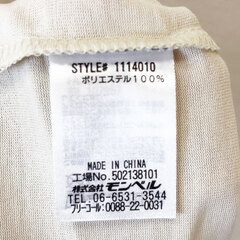 STYLE# 1114010
ポリエステル100%
MADE IN CHINA
工場No.502138101
株式会社モンベル
TEL.06-6531-3544
フリーコール:0088-22-0031